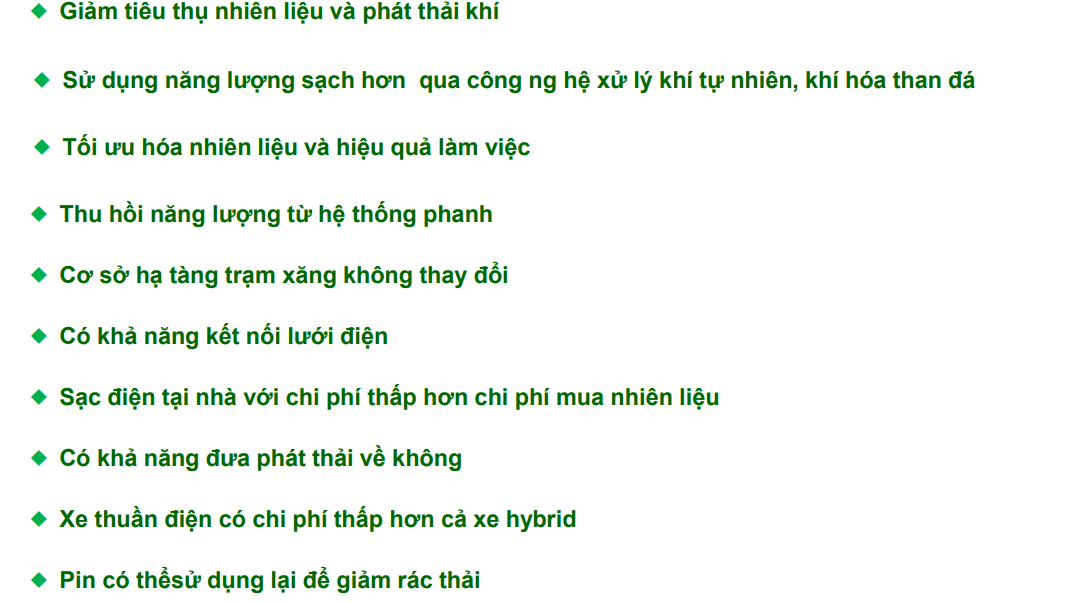 ◆ Giảm tiêu thụ nhiên liệu và phát thải khí
◆ Sử dụng năng lượng sạch hơn  qua công ng hệ xử lý khí tự nhiên, khí hóa than đá
◆ Tối ưu hóa nhiên liệu và hiệu quả làm việc
◆ Thu hồi năng lượng từ hệ thống phanh
◆ Cơ sở hạ tàng trạm xăng không thay đổi
◆ Có khả năng kết nối lưới điện
◆ Sạc điện tại nhà với chi phí thấp hơn chi phí mua nhiên liệu
◆ Có khả năng đưa phát thải về không
◆ Xe thuần điện có chi phí thấp hơn cả xe hybrid
◆ Pin có thểsử dụng lại để giảm rác thải